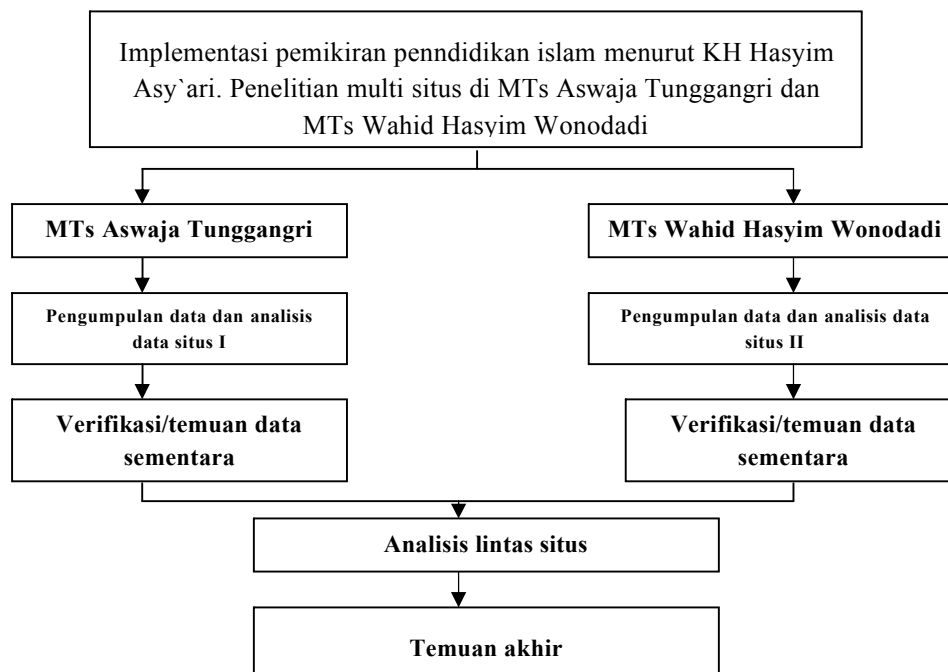 Implementasi pemikiran penndidikan islam menurut KH Hasyim
Asy`ari. Penelitian multi situs di MTs Aswaja Tunggangri dan
MTs Wahid Hasyim Wonodadi
MTs Aswaja Tunggangri
MTs Wahid Hasyim Wonodadi
Pengumpulan data dan analisis
data situs I
Pengumpulan data dan analisis data
situs II
Verifikasi/temuan data
sementara
Verifikasi/temuan data
sementara
Analisis lintas situs
Temuan akhir